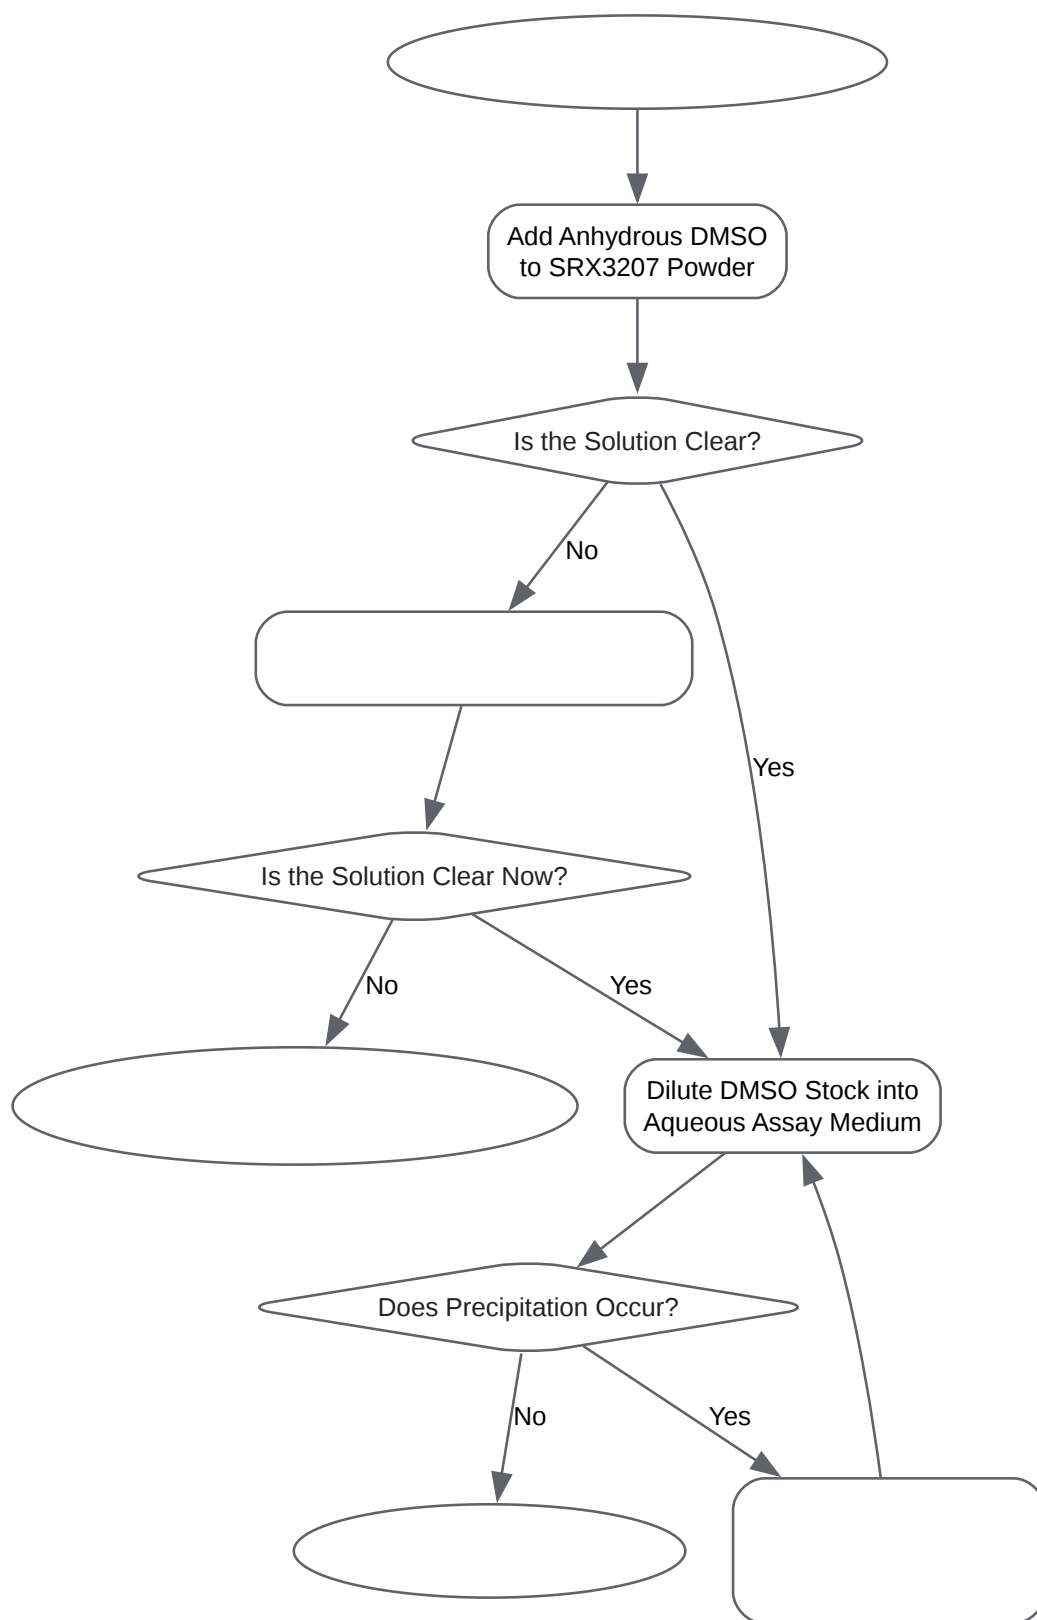 Add Anhydrous DMSO
to SRX3207 Powder
Is the Solution Clear?
No
Yes
Is the Solution Clear Now?
No
Yes
Dilute DMSO Stock into
Aqueous Assay Medium
Does Precipitation Occur?
No
Yes